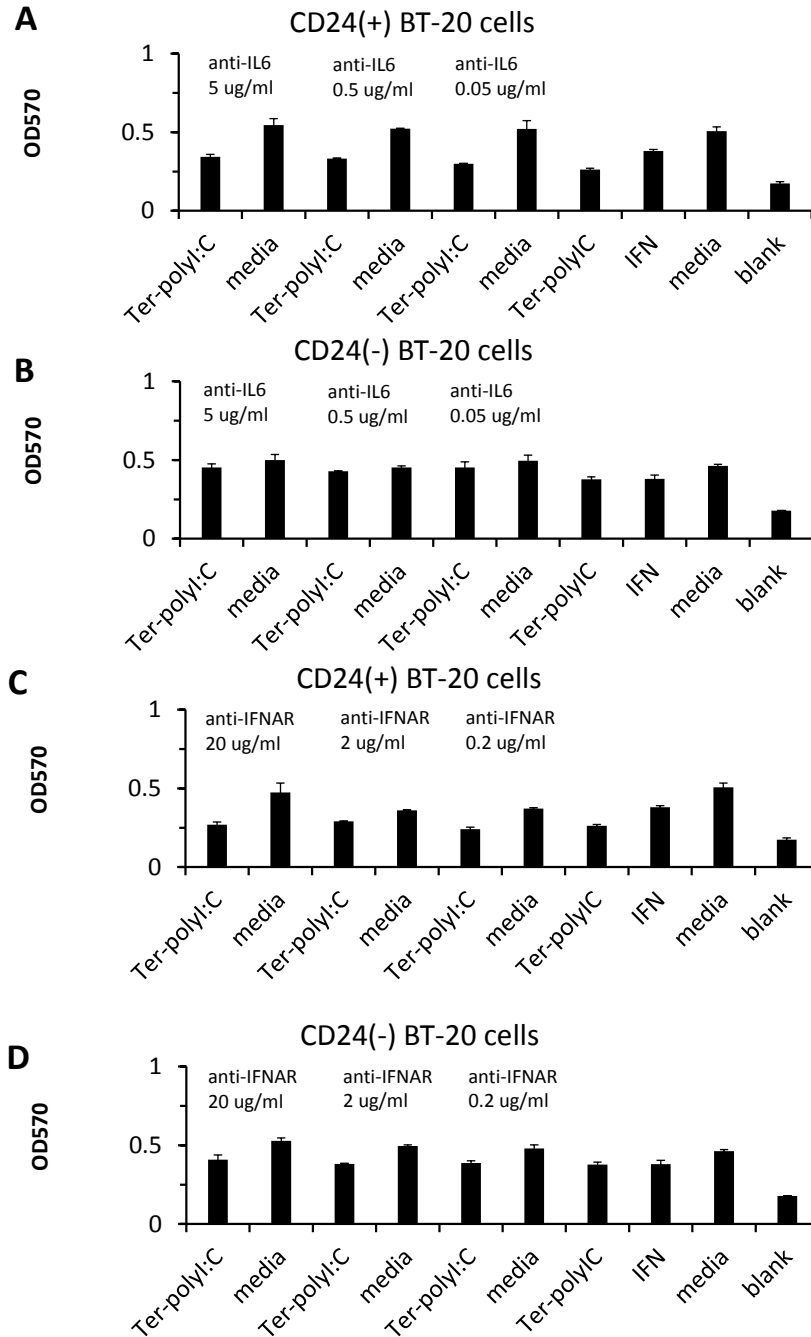 A
CD24(+) BT-20 cells
anti-IL6 anti-IL6 anti-IL6
5 ug/ml 0.5 ug/ml 0.05 ug/ml
OD570
1
0.5
0
Ter-polyI:C media Ter-polyI:C media Ter-polyI:C media Ter-polyIC IFN media blank
B
CD24(-) BT-20 cells
anti-IL6 anti-IL6 anti-IL6
5 ug/ml 0.5 ug/ml 0.05 ug/ml
OD570
1
0.5
0
Ter-polyI:C media Ter-polyI:C media Ter-polyI:C media Ter-polyIC IFN media blank
C
CD24(+) BT-20 cells
anti-IFNAR anti-IFNAR anti-IFNAR
20 ug/ml 2 ug/ml 0.2 ug/ml
OD570
1
0.5
0
Ter-polyI:C media Ter-polyI:C media Ter-polyI:C media Ter-polyIC IFN media blank
D
CD24(-) BT-20 cells
anti-IFNAR anti-IFNAR anti-IFNAR
20 ug/ml 2 ug/ml 0.2 ug/ml
OD570
1
0.5
0
Ter-polyI:C media Ter-polyI:C media Ter-polyI:C media Ter-polyIC IFN media blank